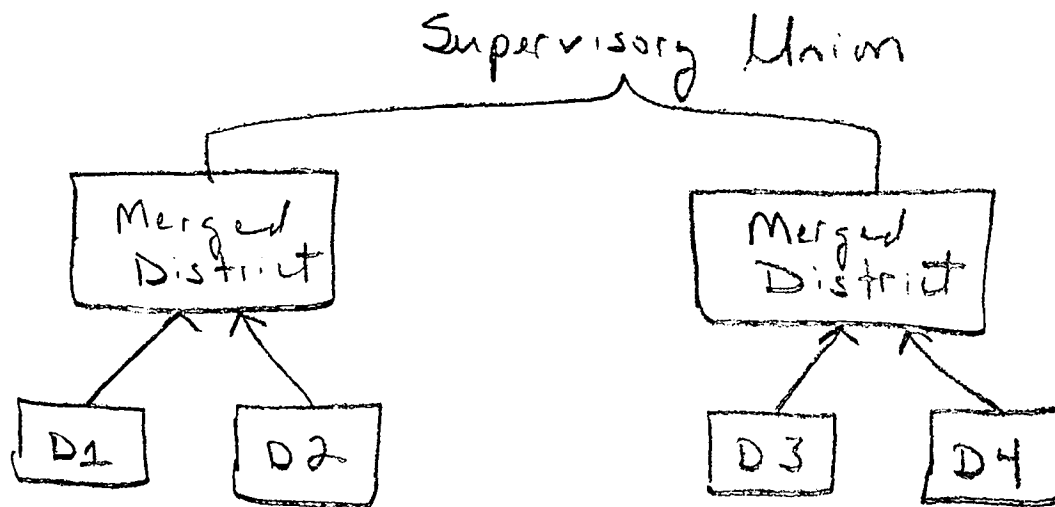 Supervisory Union
Merged
District
Merged
District
D1
D2
D3
D4